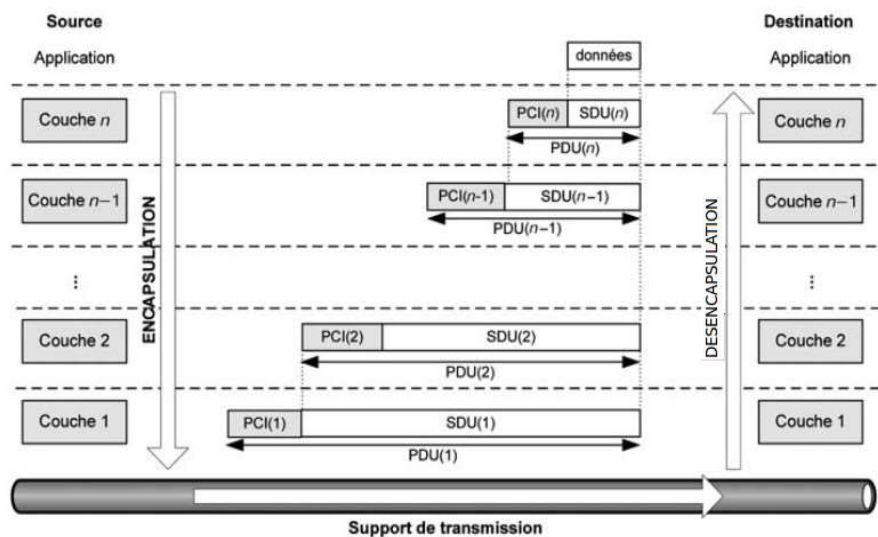 Source
Destination
Application
données
Application
Couche n
PCI(n)
SDU(n)
Couche n
PDU(n)
Couche n−1
PCI(n-1)
SDU(n−1)
Couche n−1
PDU(n−1)
ENCAPSULATION
DESENCAPSULATION
...
...
Couche 2
PCI(2)
SDU(2)
Couche 2
PDU(2)
Couche 1
PCI(1)
SDU(1)
Couche 1
PDU(1)
Support de transmission